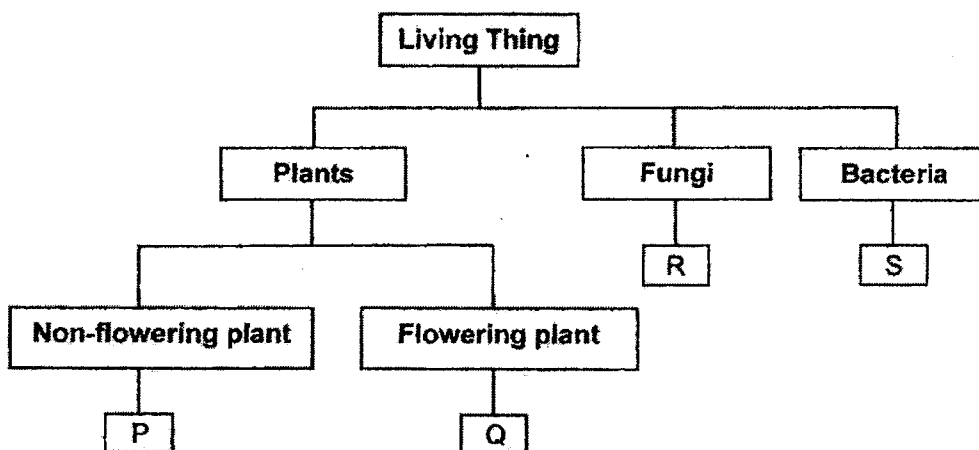 Living Thing
Plants
Fungi
Bacteria
R
S
Non-flowering plant
Flowering plant
P
Q